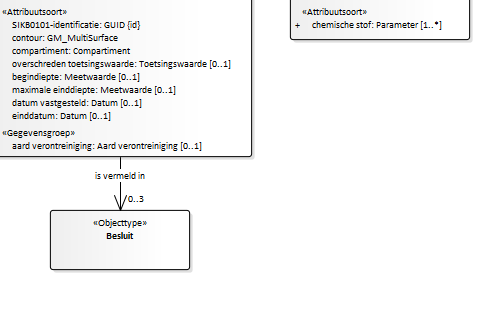 «Attribuutsoort»
SIKB0101-identificatie: GUID {id}
contour: GM_MultiSurface
compartiment: Compartiment
overschreden toetsingswaarde: Toetsingswaarde [0..1]
begindiepte: Meetwaarde [0..1]
maximale einddiepte: Meetwaarde [0..1]
datum vastgesteld: Datum [0..1]
einddatum: Datum [0..1]
«Gegevensgroep»
aard verontreiniging: Aard verontreiniging [0..1]
«Attribuutsoort»
+ chemische stof: Parameter [1..*]
is vermeld in
0..3
«Objecttype»
Besluit